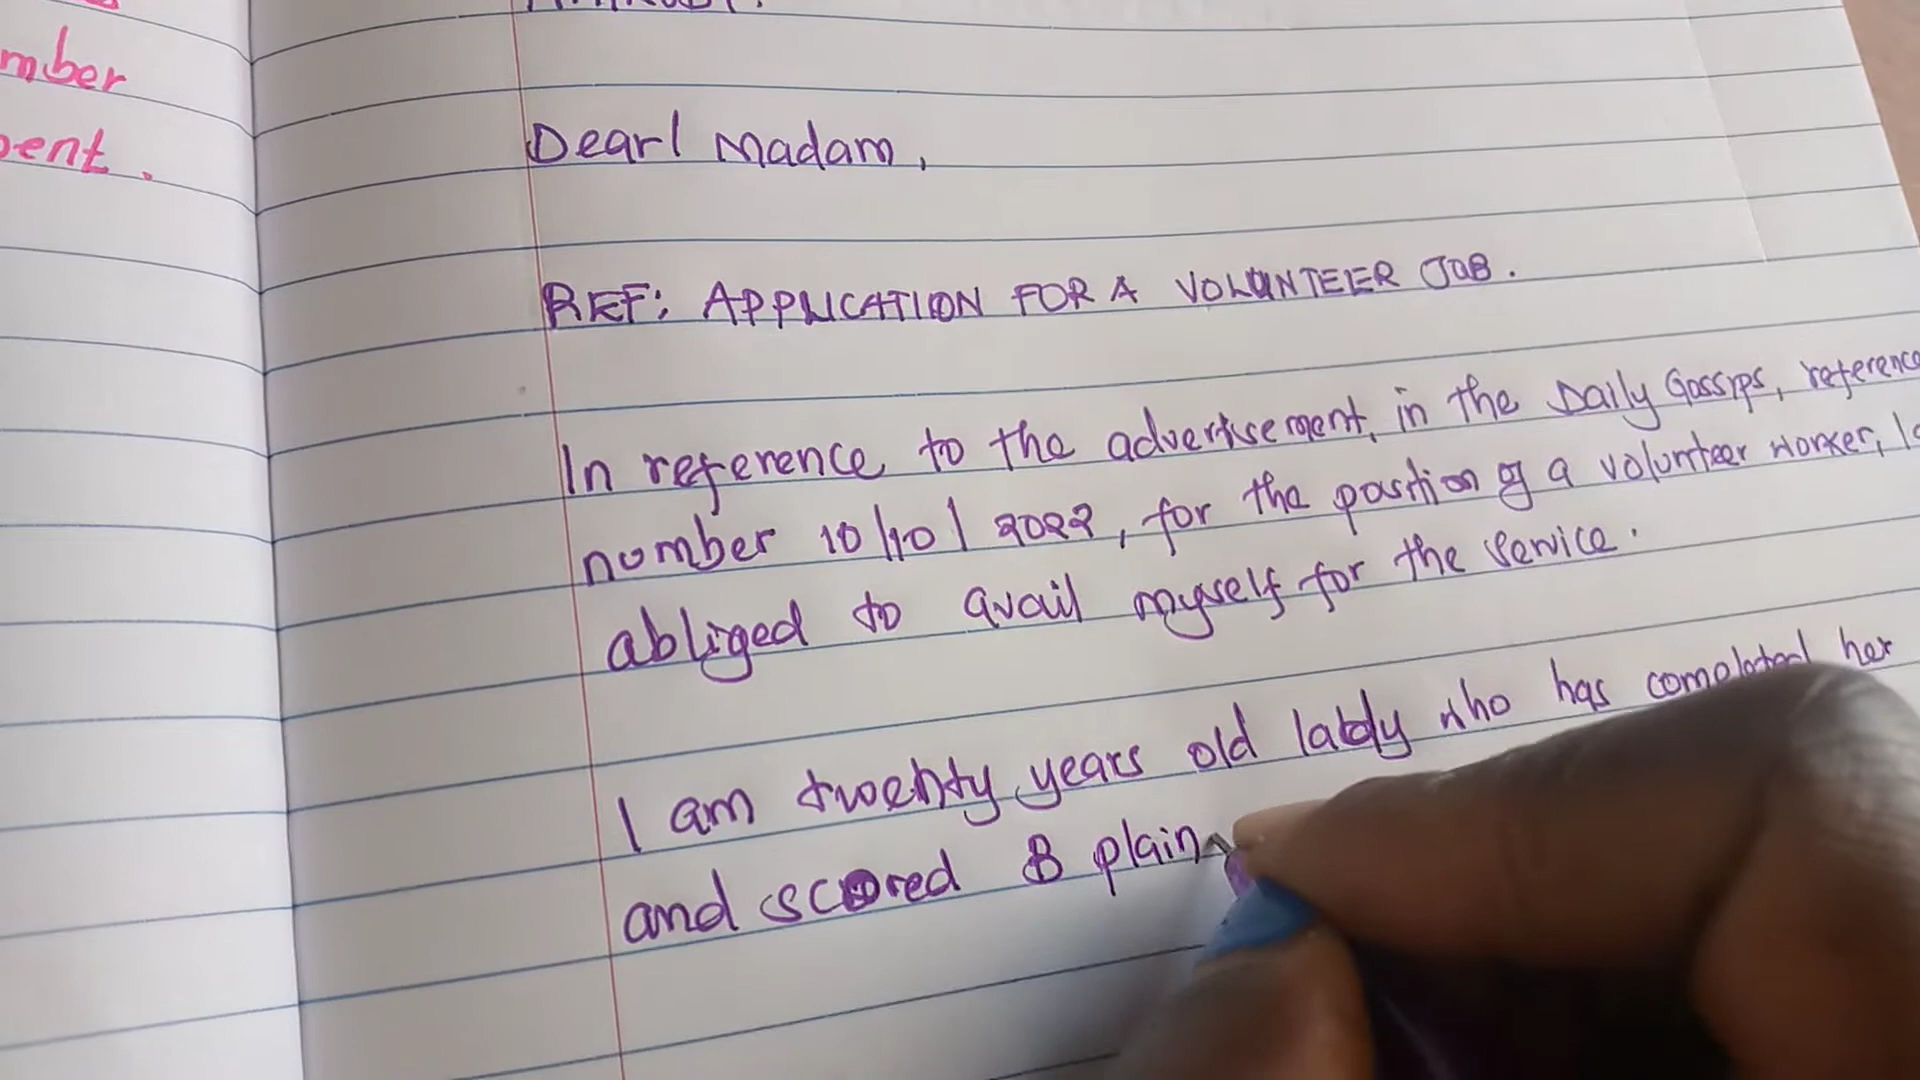 mber
ent.
Dearl Madam,
REF: APPLICATION FOR A VOLUNTEER JOB.
In reference to the advertisement, in the Daily Gossips, referenc
number 10/10/2022, for the position of a volunteer worker, I
abliged to avail myself for the service.
I am twenty years old lady who has completed her
and scored B plain